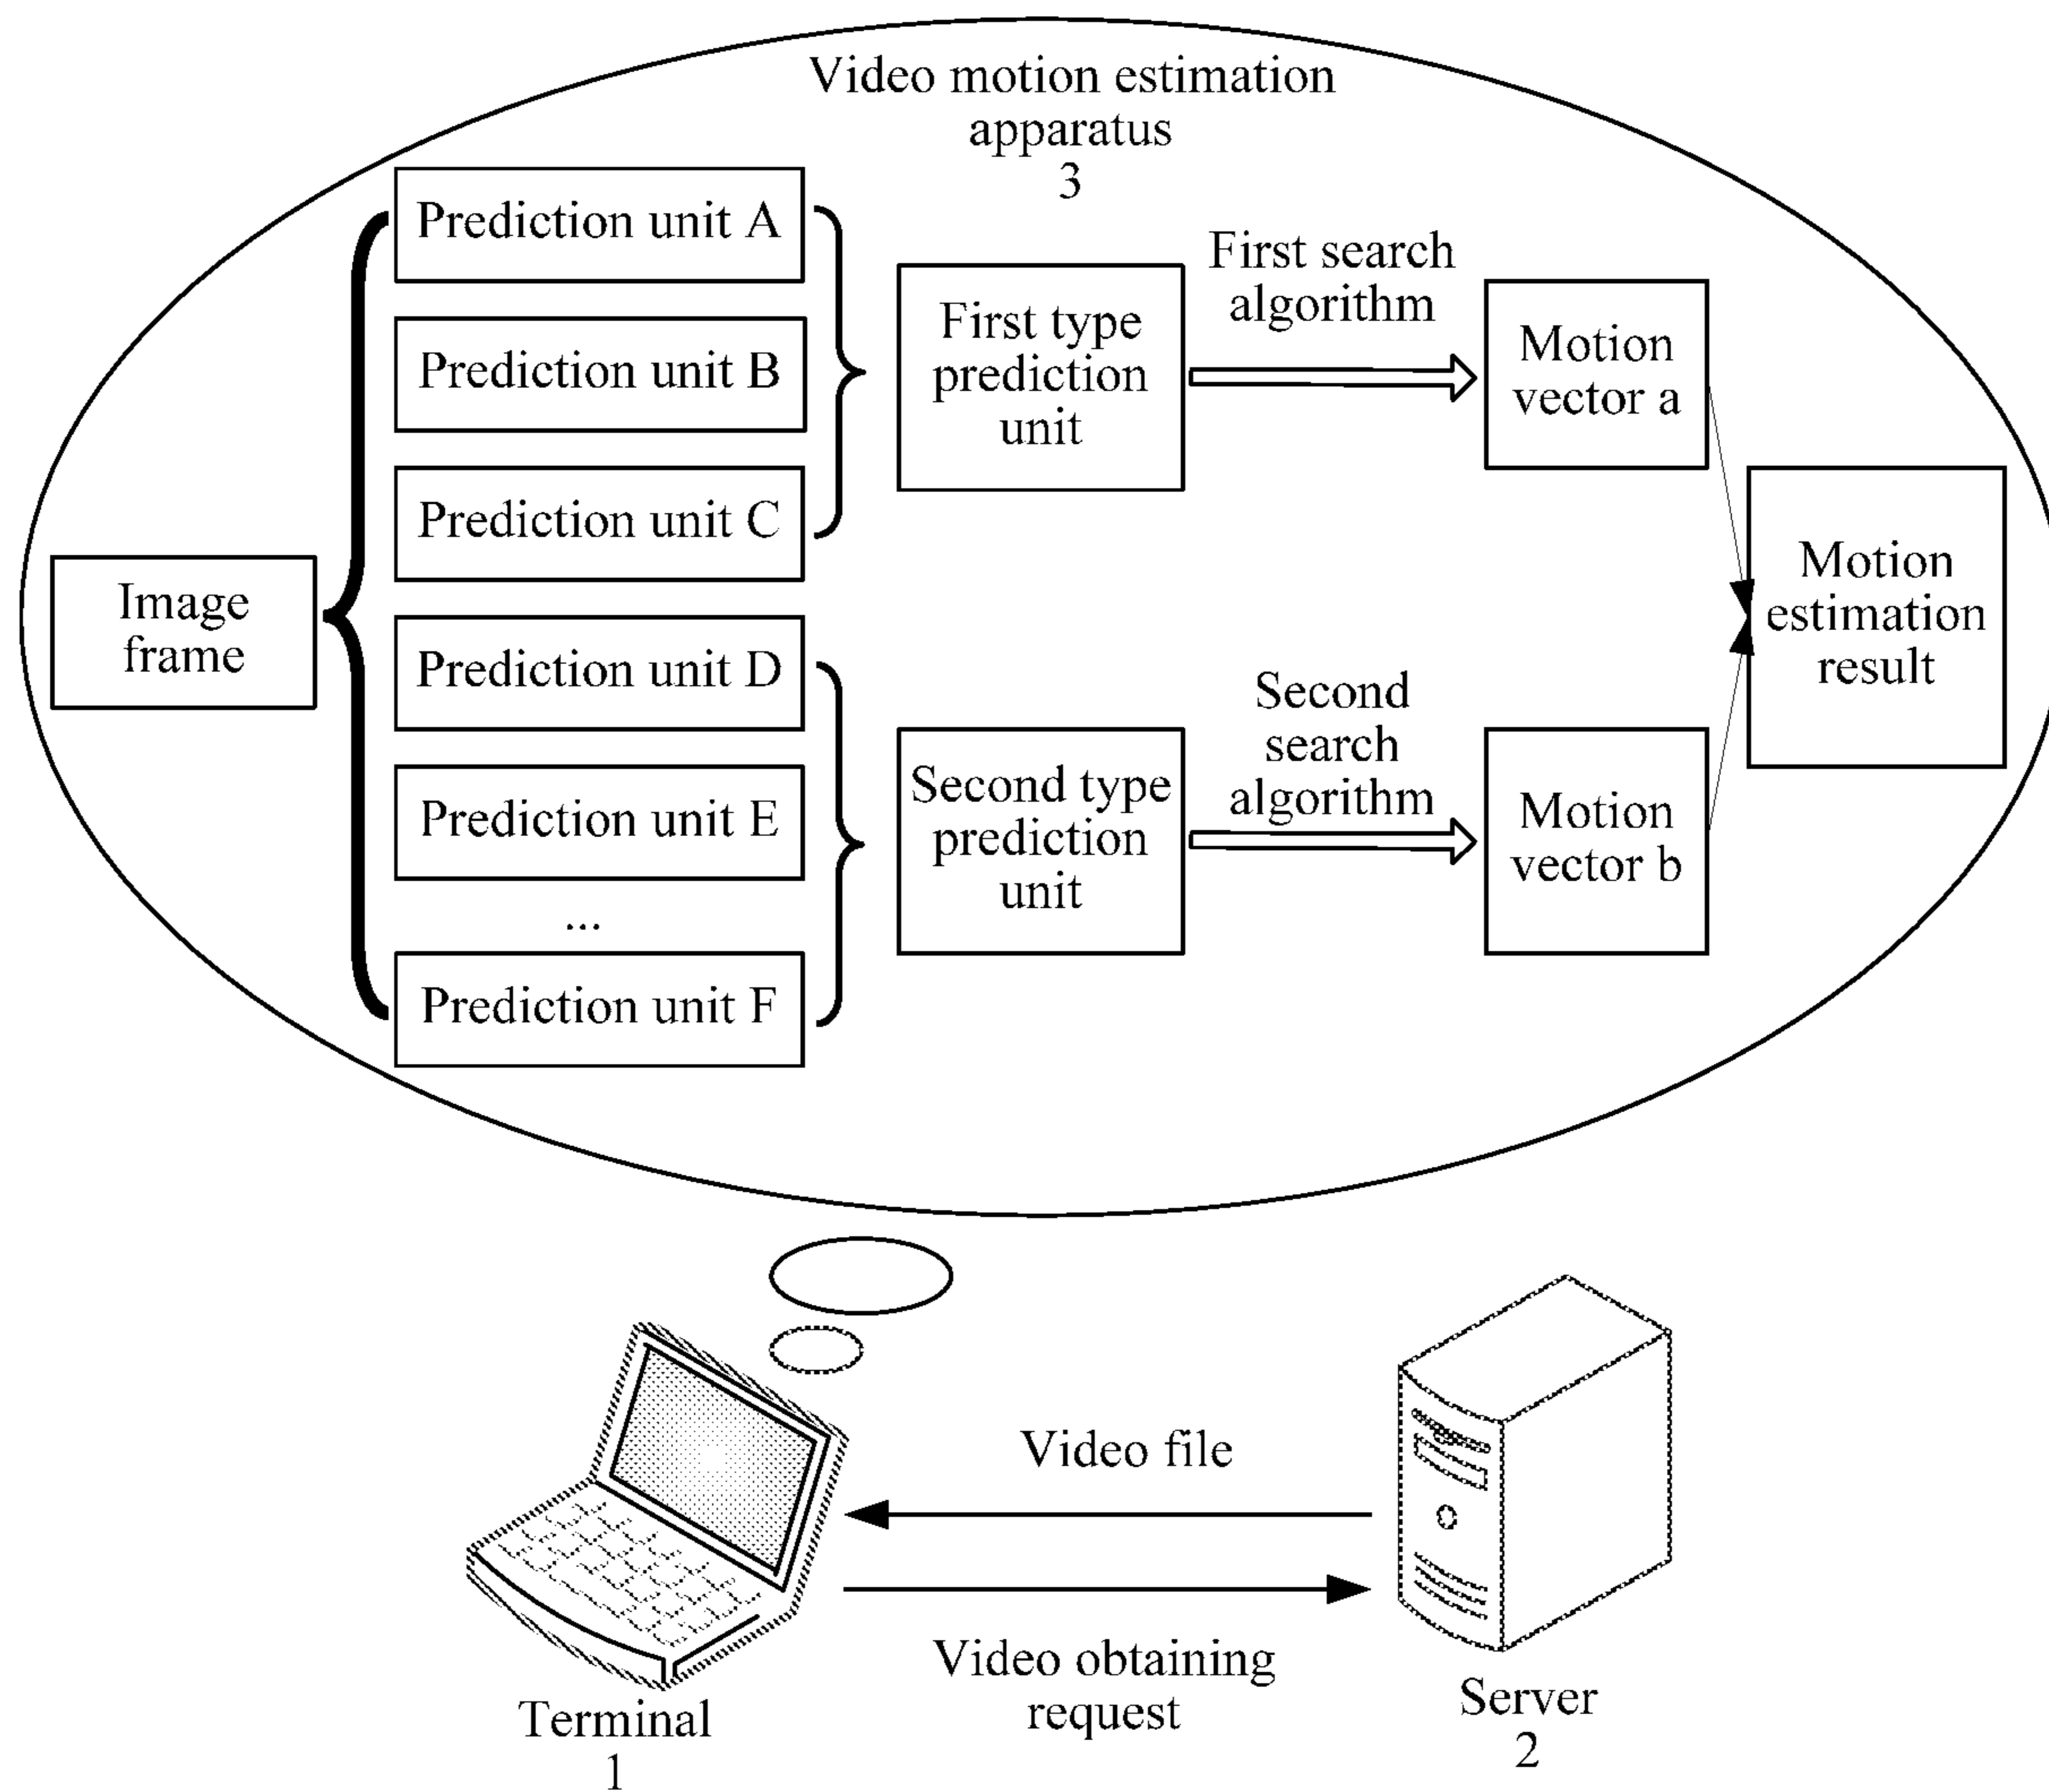 Video motion estimation
apparatus
3
Image
frame
Prediction unit A
Prediction unit B
Prediction unit C
Prediction unit D
Prediction unit E
...
Prediction unit F
First type
prediction
unit
First search
algorithm
Motion
vector a
Second type
prediction
unit
Second
search
algorithm
Motion
vector b
Motion
estimation
result
Video file
Video obtaining
request
Terminal
1
Server
2